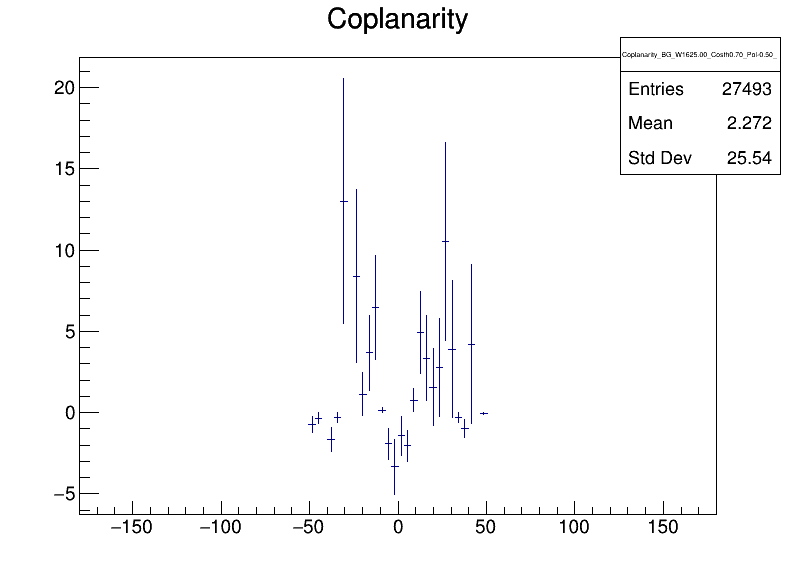 Coplanarity
Coplanarity_BG_W1625.00_Costh0.70_Pol-0.50_
Entries 27493
Mean 2.272
Std Dev 25.54
20
15
10
5
0
−5
−150 −100 −50 0 50 100 150